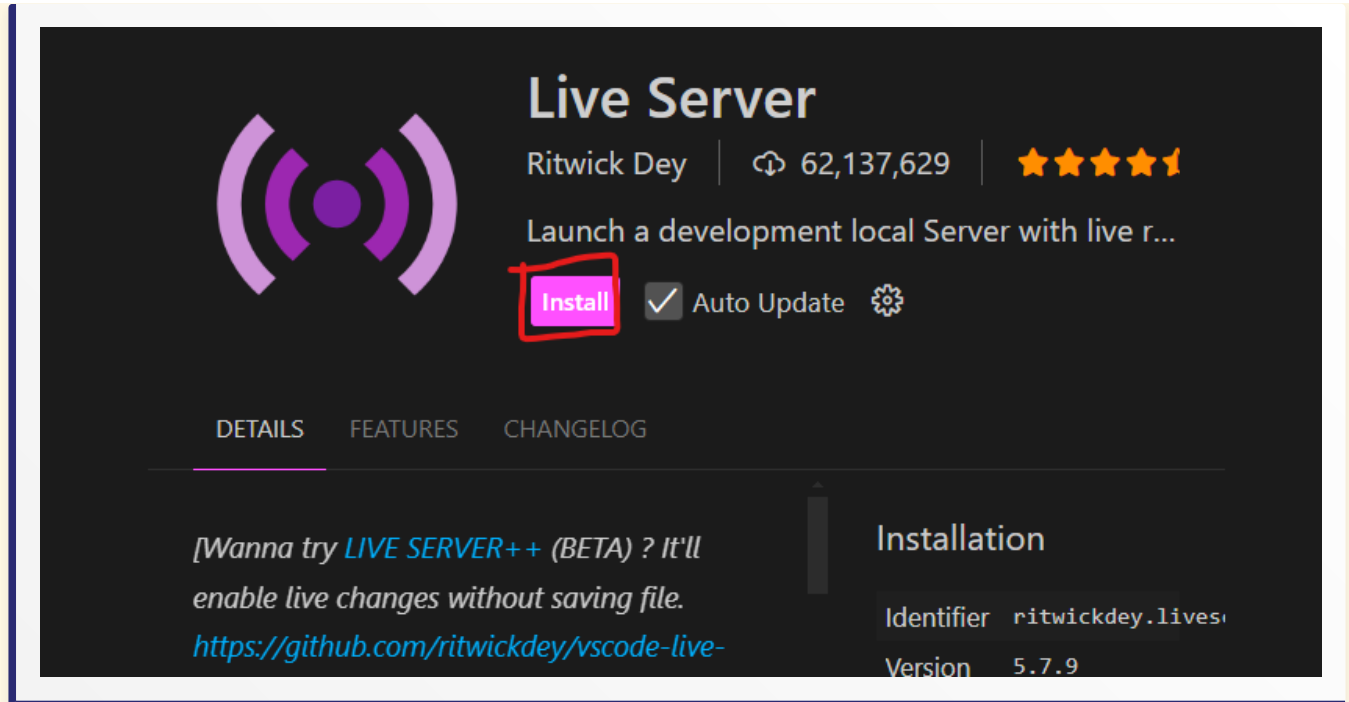 Live Server
Ritwick Dey 62,137,629
Launch a development local Server with live r...
Install Auto Update
DETAILS FEATURES CHANGELOG
[Wanna try LIVE SERVER++ (BETA) ? It'll
enable live changes without saving file.
https://github.com/ritwickdey/vscode-live-
Installation
Identifier ritwickdey.lives
Version 5.7.9